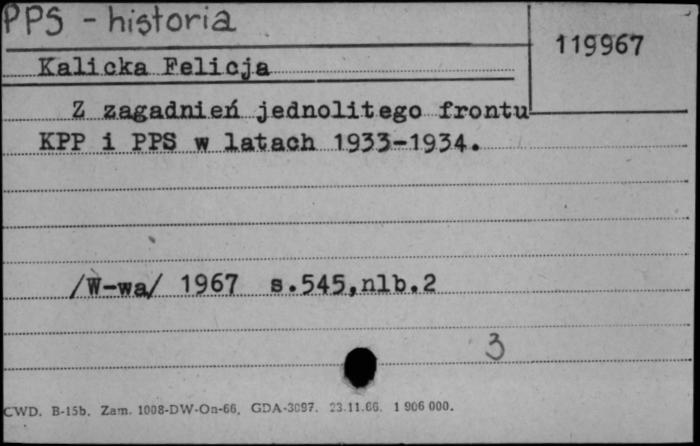 PPS - historia
119967
Kalicka Felicja
Z zagadnień jednolitego frontu
KPP i PPS w latach 1933-1934.
/W-wa/ 1967 s.545,nlb.2
3
CWD. B-15b. Zam. 1008-DW-On-66. GDA-3097. 23.11.66. 1 906 000.